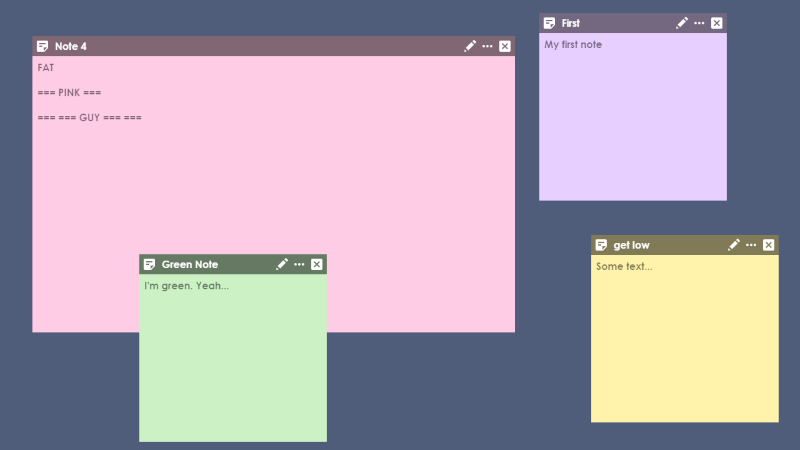 Note 4
FAT
=== PINK ===
=== === GUY === ===
First
My first note
Green Note
I'm green. Yeah...
get low
Some text...